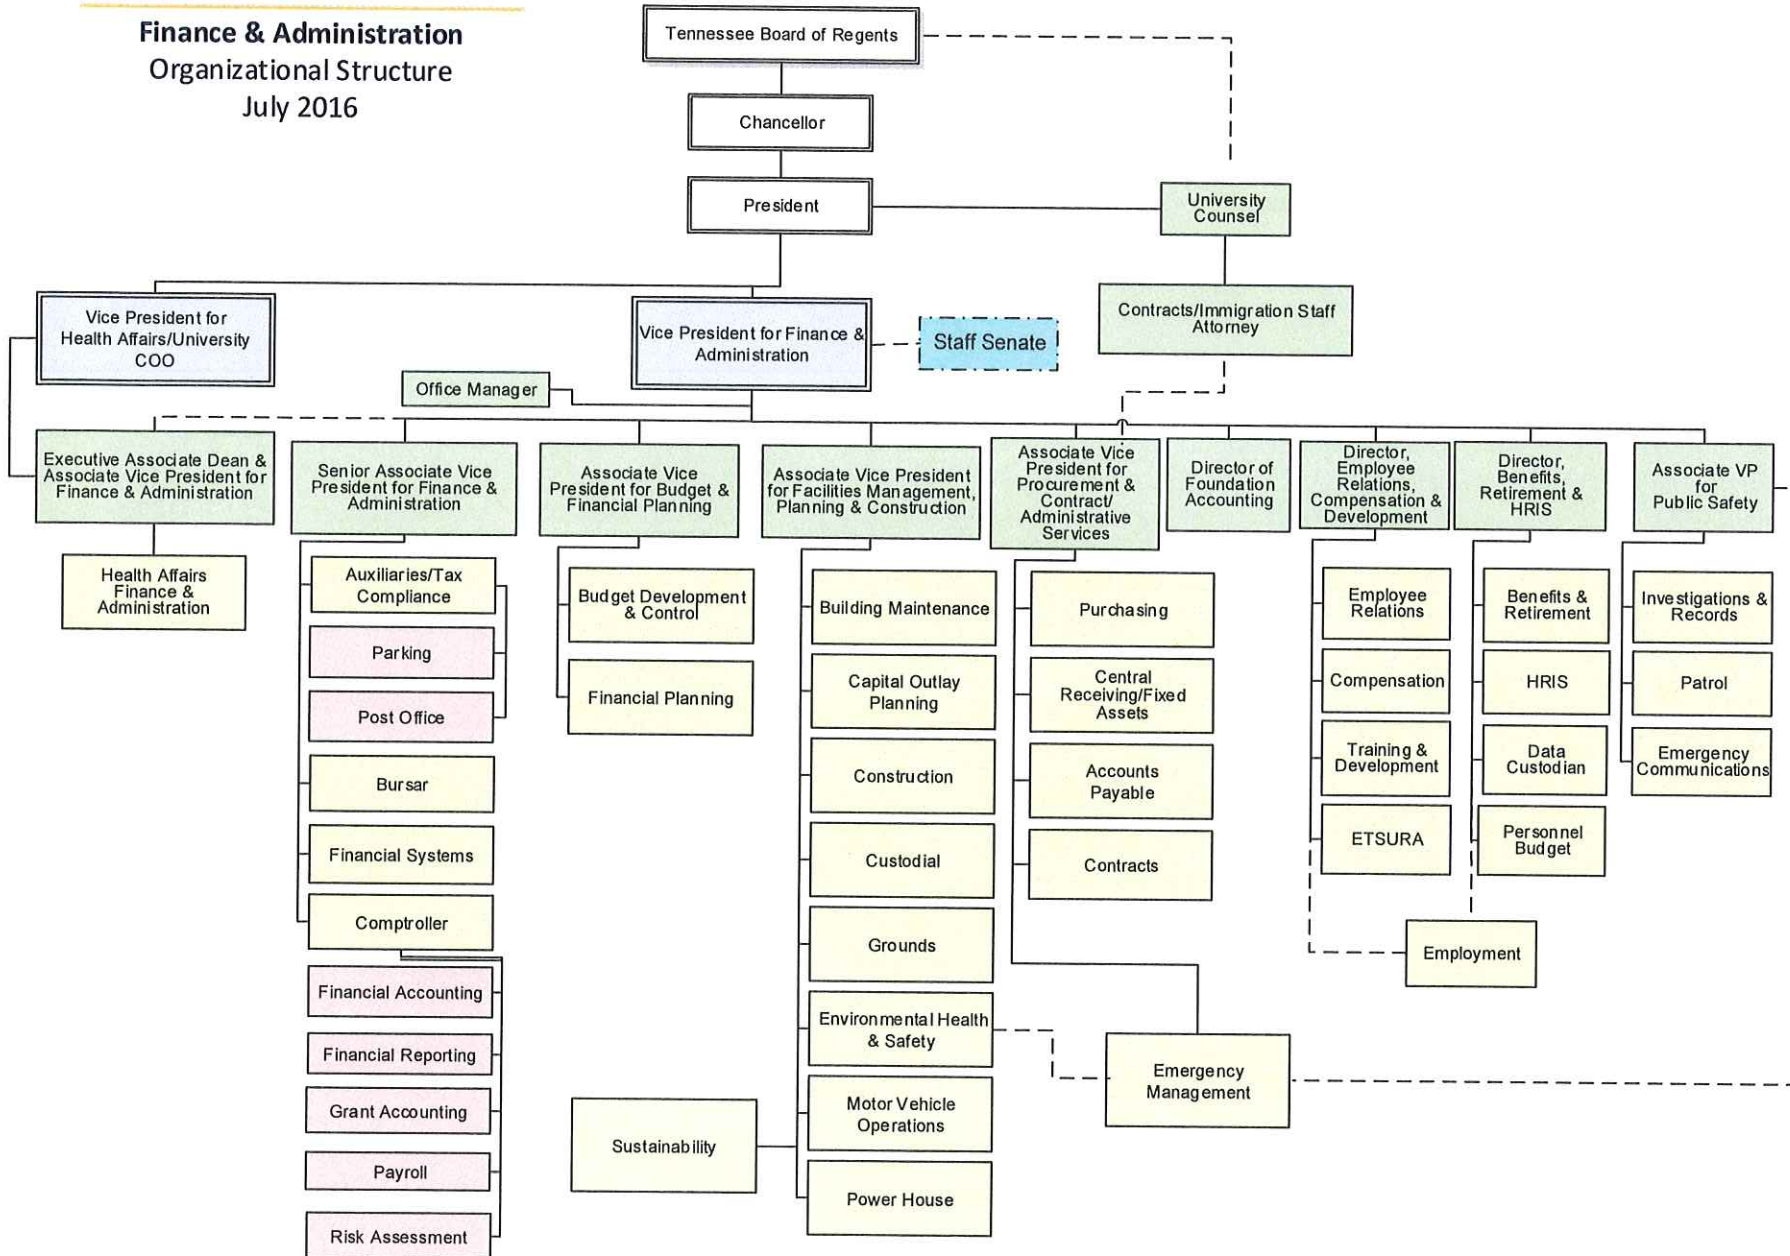 Finance & Administration
Organizational Structure
July 2016
Tennessee Board of Regents
Chancellor
President
University
Counsel
Vice President for
Health Affairs/University
COO
Vice President for Finance &
Administration
Staff Senate
Contracts/Immigration Staff
Attorney
Office Manager
Executive Associate Dean &
Associate Vice President for
Finance & Administration
Senior Associate Vice
President for Finance &
Administration
Associate Vice
President for Budget &
Financial Planning
Associate Vice President
for Facilities Management,
Planning & Construction
Associate Vice
President for
Procurement &
Contract/
Administrative
Services
Director of
Foundation
Accounting
Director,
Employee
Relations,
Compensation &
Development
Director,
Benefits,
Retirement &
HRIS
Associate VP
for
Public Safety
Health Affairs
Finance &
Administration
Auxiliaries/Tax
Compliance
Parking
Post Office
Bursar
Financial Systems
Comptroller
Financial Accounting
Financial Reporting
Grant Accounting
Payroll
Risk Assessment
Budget Development
& Control
Financial Planning
Building Maintenance
Capital Outlay
Planning
Construction
Custodial
Grounds
Environmental Health
& Safety
Motor Vehicle
Operations
Power House
Sustainability
Purchasing
Central
Receiving/Fixed
Assets
Accounts
Payable
Contracts
Emergency
Management
Employee
Relations
Compensation
Training &
Development
ETSURA
Benefits &
Retirement
HRIS
Data
Custodian
Personnel
Budget
Employment
Investigations &
Records
Patrol
Emergency
Communications